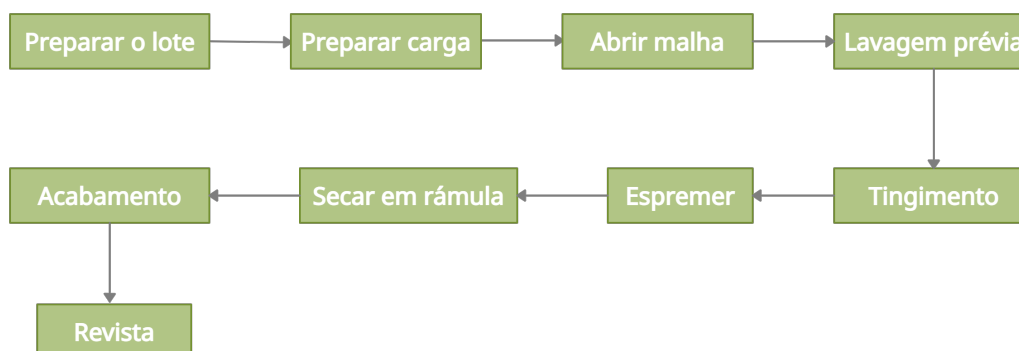 Preparar o lote
Preparar carga
Abrir malha
Lavagem prévia
Tingimento
Espremer
Secar em rámula
Acabamento
Revista